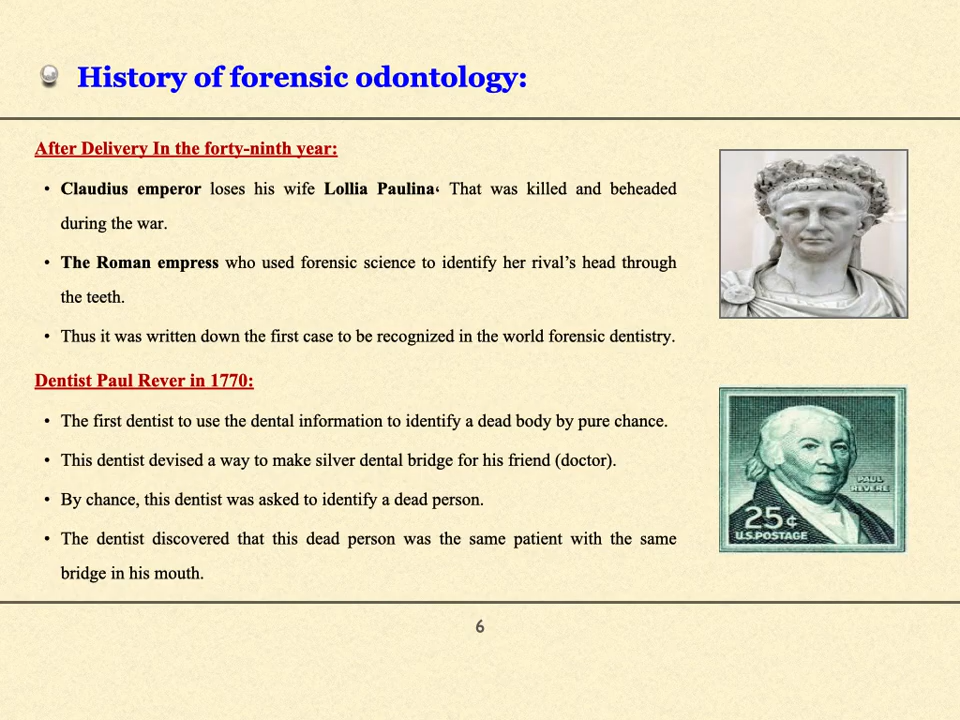 History of forensic odontology:
After Delivery In the forty-ninth year:
• Claudius emperor loses his wife Lollia Paulina، That was killed and beheaded
during the war.
• The Roman empress who used forensic science to identify her rival's head through
the teeth.
• Thus it was written down the first case to be recognized in the world forensic dentistry.
Dentist Paul Rever in 1770:
• The first dentist to use the dental information to identify a dead body by pure chance.
• This dentist devised a way to make silver dental bridge for his friend (doctor).
• By chance, this dentist was asked to identify a dead person.
• The dentist discovered that this dead person was the same patient with the same
bridge in his mouth.
PAUL
REVERE
25¢
U.S.POSTAGE
6